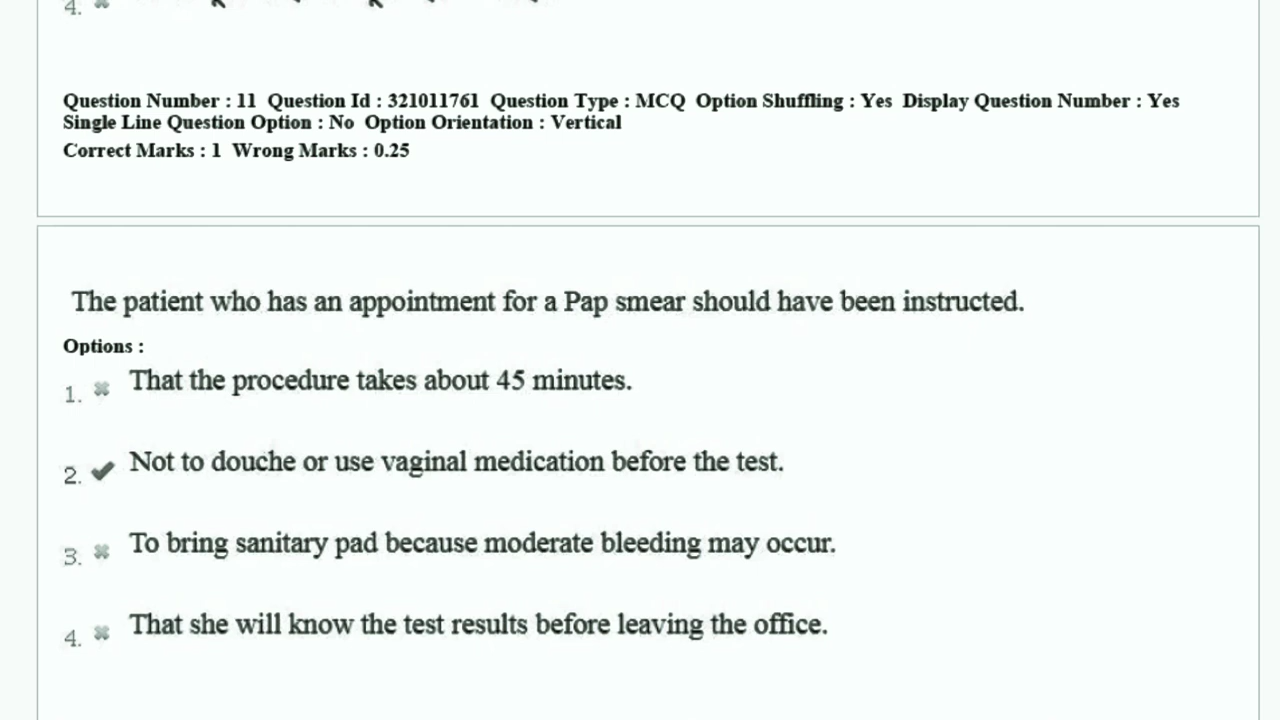 4.
Question Number : 11 Question Id : 321011761 Question Type : MCQ Option Shuffling : Yes Display Question Number : Yes
Single Line Question Option : No Option Orientation : Vertical
Correct Marks : 1 Wrong Marks : 0.25
The patient who has an appointment for a Pap smear should have been instructed.
Options :
1. ✖ That the procedure takes about 45 minutes.
2. ✔ Not to douche or use vaginal medication before the test.
3. ✖ To bring sanitary pad because moderate bleeding may occur.
4. ✖ That she will know the test results before leaving the office.